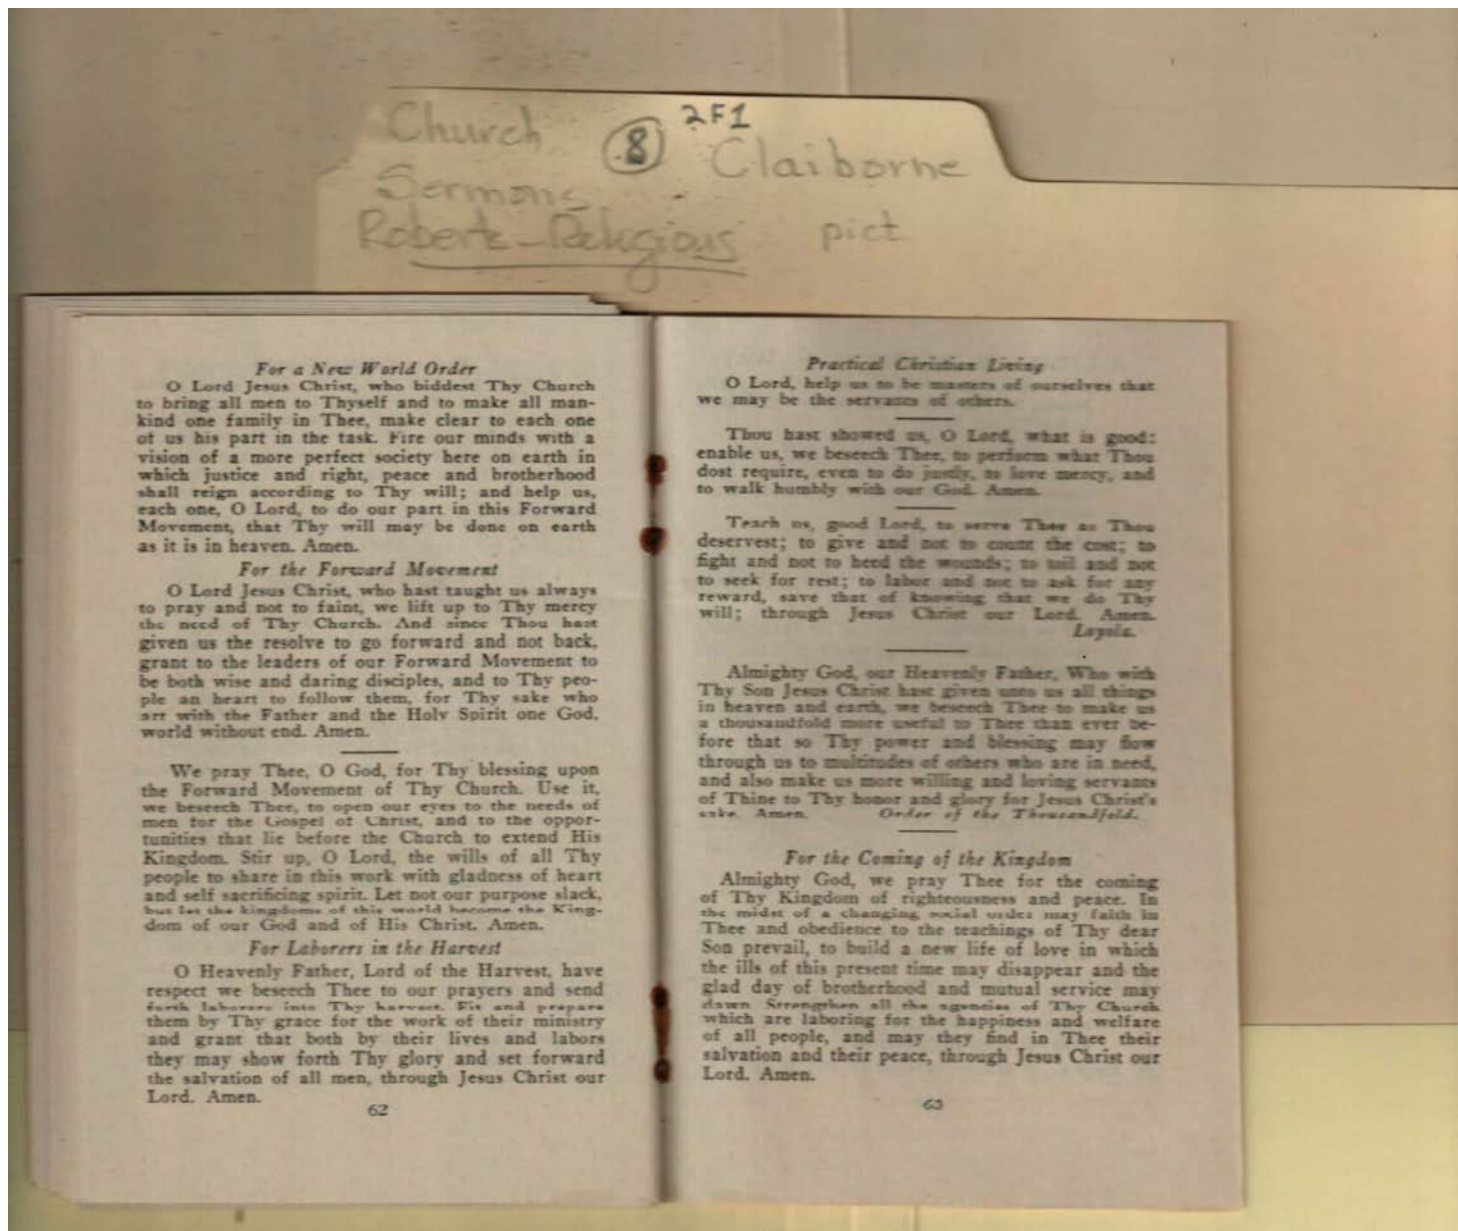 Church
8
2F1
Claiborne
Sermons
Roberts-Religious
pict
For a New World Order
O Lord Jesus Christ, who biddest Thy Church
to bring all men to Thyself and to make all man-
kind one family in Thee, make clear to each one
of us his part in the task. Fire our minds with a
vision of a more perfect society here on earth in
which justice and right, peace and brotherhood
shall reign according to Thy will; and help us,
each one, O Lord, to do our part in this Forward
Movement, that Thy will may be done on earth
as it is in heaven. Amen.
For the Forward Movement
O Lord Jesus Christ, who hast taught us always
to pray and not to faint, we lift up to Thy mercy
the need of Thy Church. And since Thou hast
given us the resolve to go forward and not back,
grant to the leaders of our Forward Movement to
be both wise and daring disciples, and to Thy peo-
ple an heart to follow them, for Thy sake who
art with the Father and the Holy Spirit one God,
world without end. Amen.
We pray Thee, O God, for Thy blessing upon
the Forward Movement of Thy Church. Use it,
we beseech Thee, to open our eyes to the needs of
men for the Gospel of Christ, and to the oppor-
tunities that lie before the Church to extend His
Kingdom. Stir up, O Lord, the wills of all Thy
people to share in this work with gladness of heart
and self sacrificing spirit. Let not our purpose slack,
but let the kingdoms of this world become the King-
dom of our God and of His Christ. Amen.
For Laborers in the Harvest
O Heavenly Father, Lord of the Harvest, have
respect we beseech Thee to our prayers and send
forth laborers into Thy harvest. Fit and prepare
them by Thy grace for the work of their ministry
and grant that both by their lives and labors
they may show forth Thy glory and set forward
the salvation of all men, through Jesus Christ our
Lord. Amen.
62
Practical Christian Living
O Lord, help us to be masters of ourselves that
we may be the servants of others.
Thou hast showed us, O Lord, what is good:
enable us, we beseech Thee, to perform what Thou
dost require, even to do justly, to love mercy, and
to walk humbly with our God. Amen.
Teach us, good Lord, to serve Thee as Thou
deservest; to give and not to count the cost; to
fight and not to heed the wounds; to toil and not
to seek for rest; to labor and not to ask for any
reward, save that of knowing that we do Thy
will; through Jesus Christ our Lord. Amen.
Loyola.
Almighty God, our Heavenly Father, Who with
Thy Son Jesus Christ hast given unto us all things
in heaven and earth, we beseech Thee to make us
a thousandfold more useful to Thee than ever be-
fore that so Thy power and blessing may flow
through us to multitudes of others who are in need,
and also make us more willing and loving servants
of Thine to Thy honor and glory for Jesus Christ's
sake. Amen. Order of the Thousandfold.
For the Coming of the Kingdom
Almighty God, we pray Thee for the coming
of Thy Kingdom of righteousness and peace. In
the midst of a changing social order may faith in
Thee and obedience to the teachings of Thy dear
Son prevail, to build a new life of love in which
the ills of this present time may disappear and the
glad day of brotherhood and mutual service may
dawn. Strengthen all the agencies of Thy Church
which are laboring for the happiness and welfare
of all people, and may they find in Thee their
salvation and their peace, through Jesus Christ our
Lord. Amen.
63